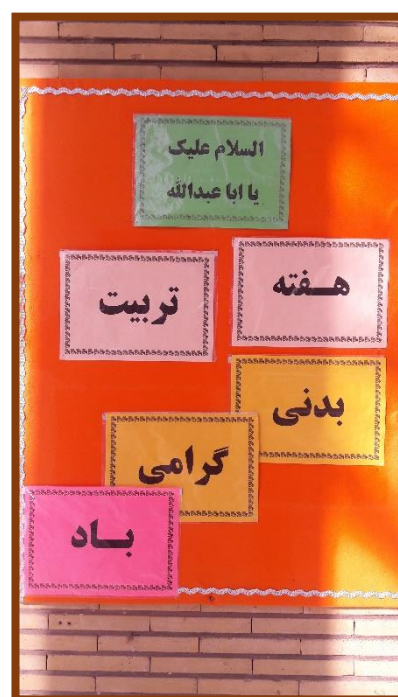 السلام علیک
یا ابا عبدالله
هفته
تربیت
بدنی
گرامی
باد